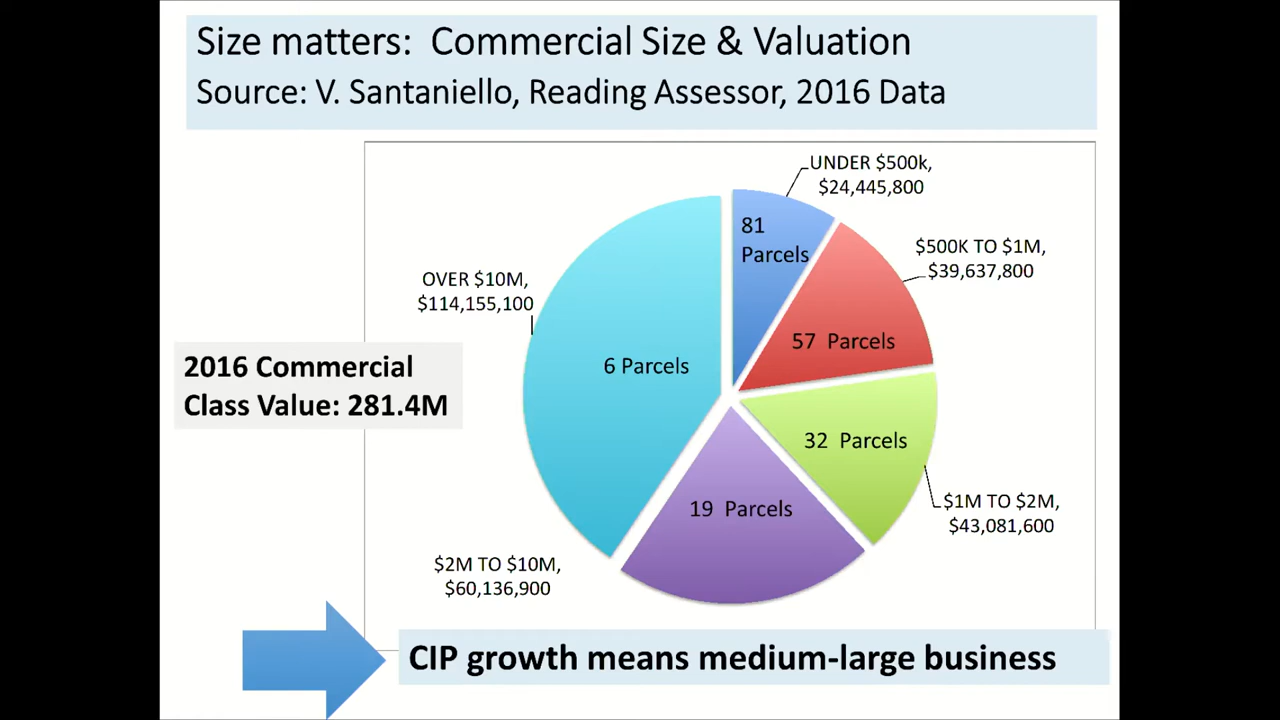 Size matters:  Commercial Size & Valuation
Source: V. Santaniello, Reading Assessor, 2016 Data
UNDER $500k,
$24,445,800
81
Parcels
$500K TO $1M,
$39,637,800
57  Parcels
OVER $10M,
$114,155,100
6 Parcels
2016 Commercial
Class Value: 281.4M
32  Parcels
$1M TO $2M,
$43,081,600
19  Parcels
$2M TO $10M,
$60,136,900
CIP growth means medium-large business